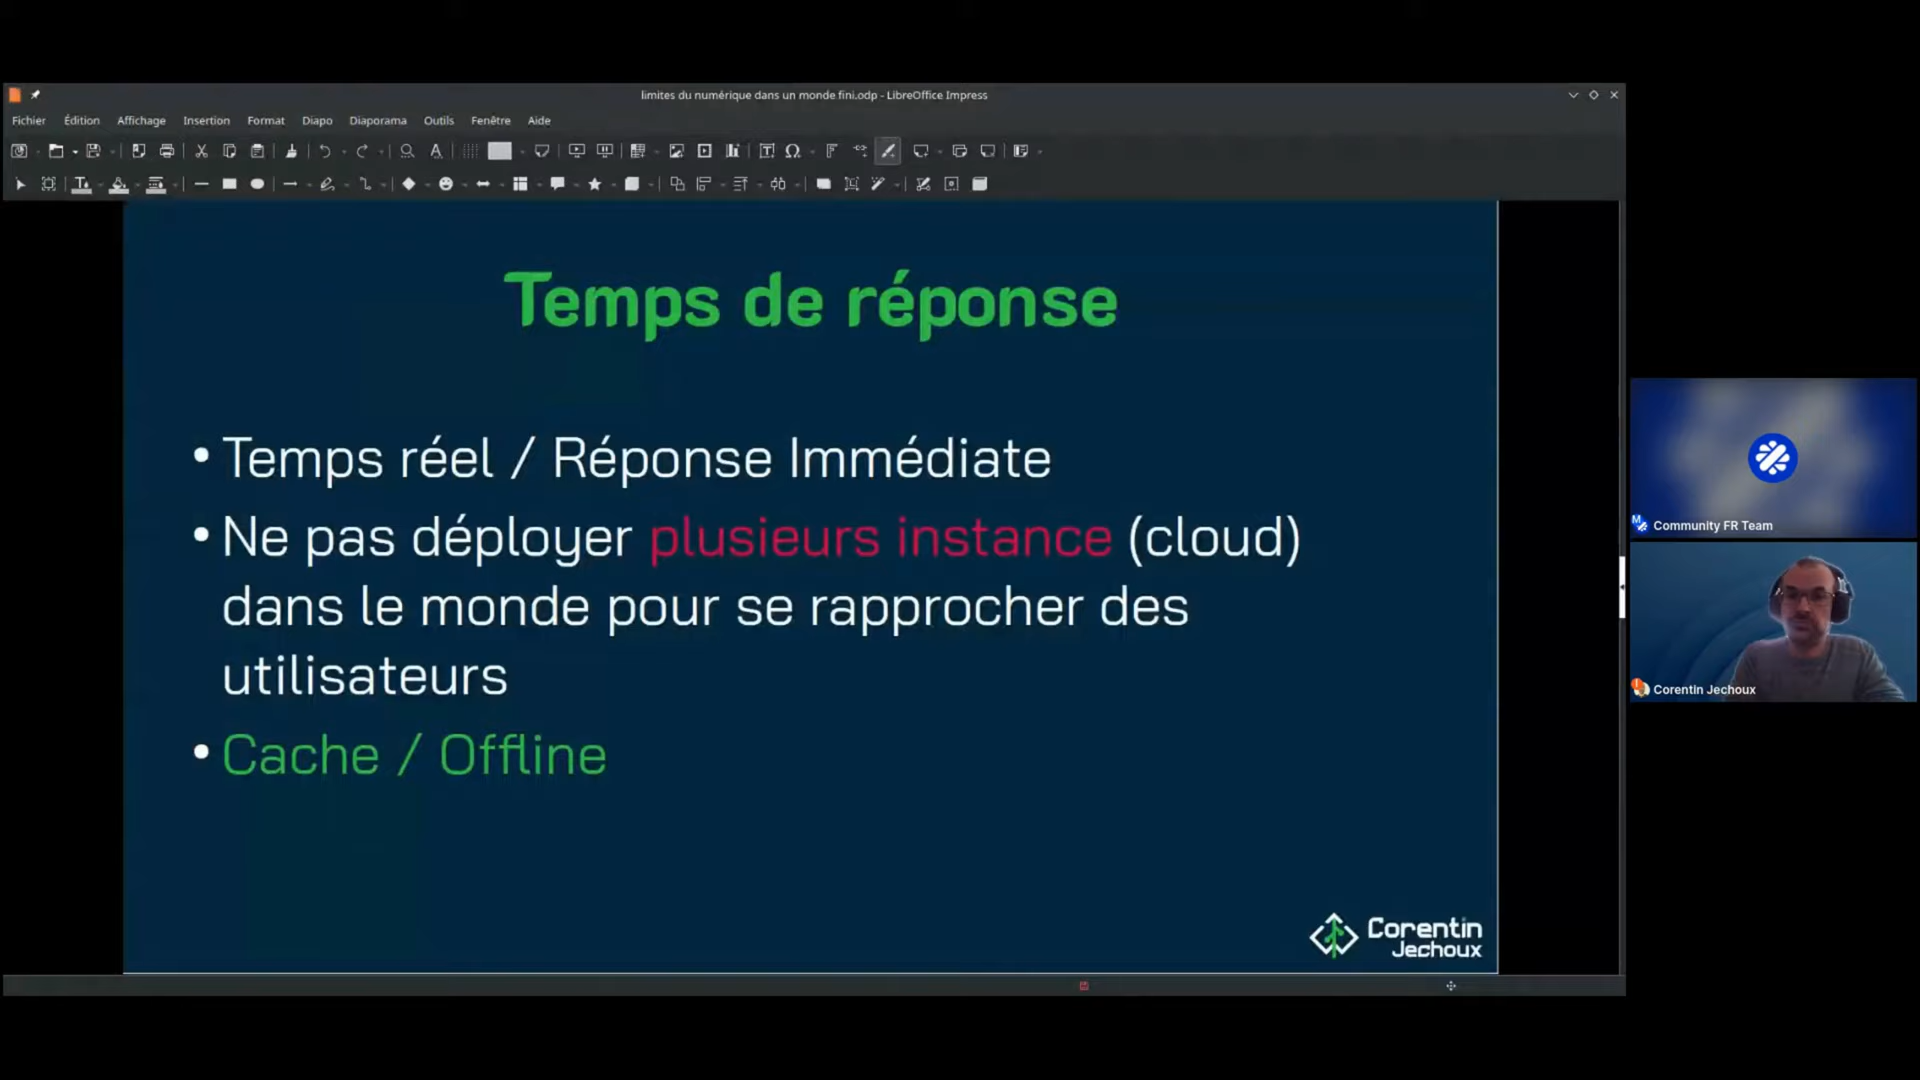 limites du numérique dans un monde fini.odp - LibreOffice Impress
Fichier Édition Affichage Insertion Format Diapo Diaporama Outils Fenêtre Aide
Temps de réponse
• Temps réel / Réponse Immédiate
• Ne pas déployer plusieurs instance (cloud)
dans le monde pour se rapprocher des
utilisateurs
• Cache / Offline
Corentin
Jechoux
Community FR Team
Corentin Jechoux